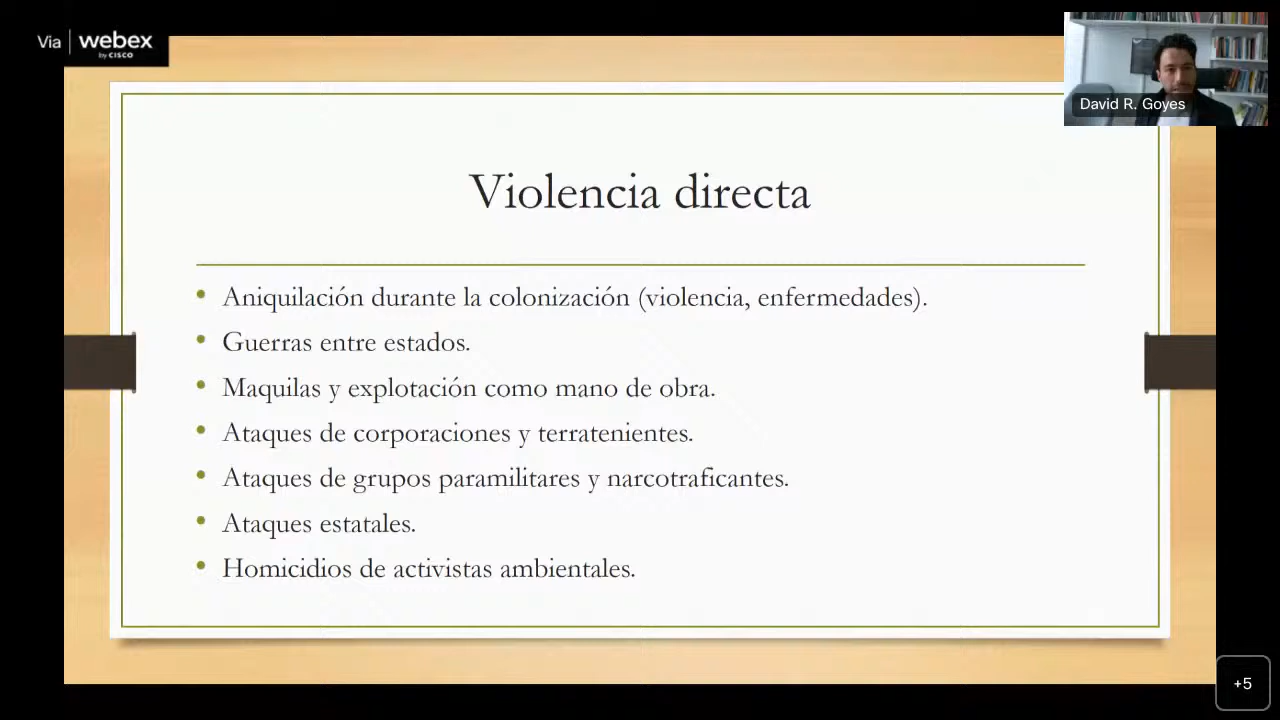 Via webex
by CISCO
David R. Goyes
Violencia directa
• Aniquilación durante la colonización (violencia, enfermedades).
• Guerras entre estados.
• Maquilas y explotación como mano de obra.
• Ataques de corporaciones y terratenientes.
• Ataques de grupos paramilitares y narcotraficantes.
• Ataques estatales.
• Homicidios de activistas ambientales.
+5